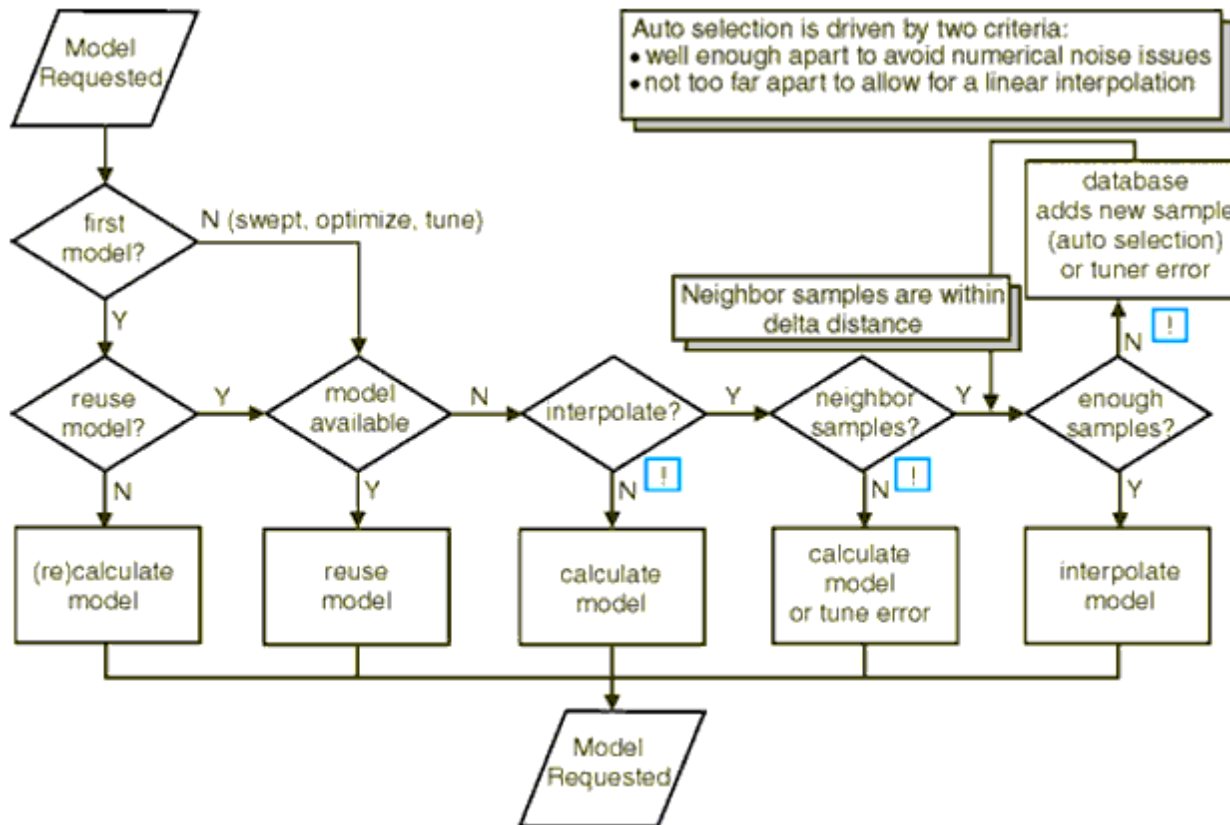 Model
Requested
Auto selection is driven by two criteria:
• well enough apart to avoid numerical noise issues
• not too far apart to allow for a linear interpolation
first
model?
N (swept, optimize, tune)
database
adds new sample
(auto selection)
or tuner error
Neighbor samples are within
delta distance
Y
N
!
reuse
model?
Y
model
available
N
interpolate?
Y
neighbor
samples?
Y
enough
samples?
N
Y
N
!
N
!
Y
(re)calculate
model
reuse
model
calculate
model
calculate
model
or tune error
interpolate
model
Model
Requested